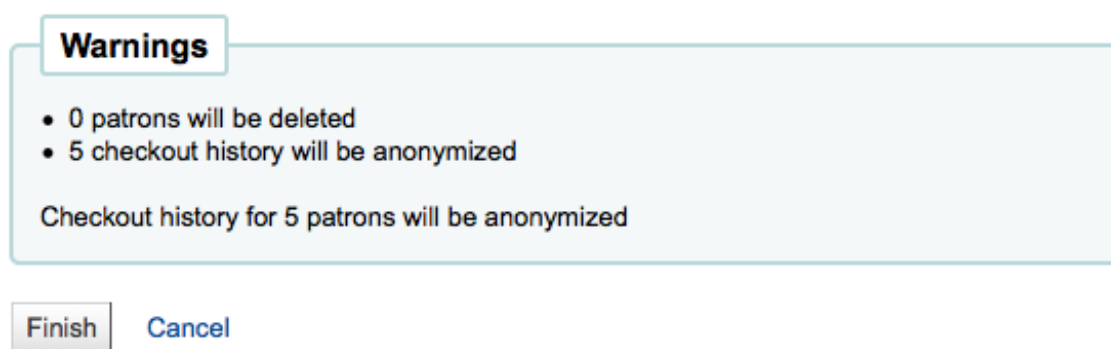 Warnings
• 0 patrons will be deleted
• 5 checkout history will be anonymized
Checkout history for 5 patrons will be anonymized
Finish Cancel